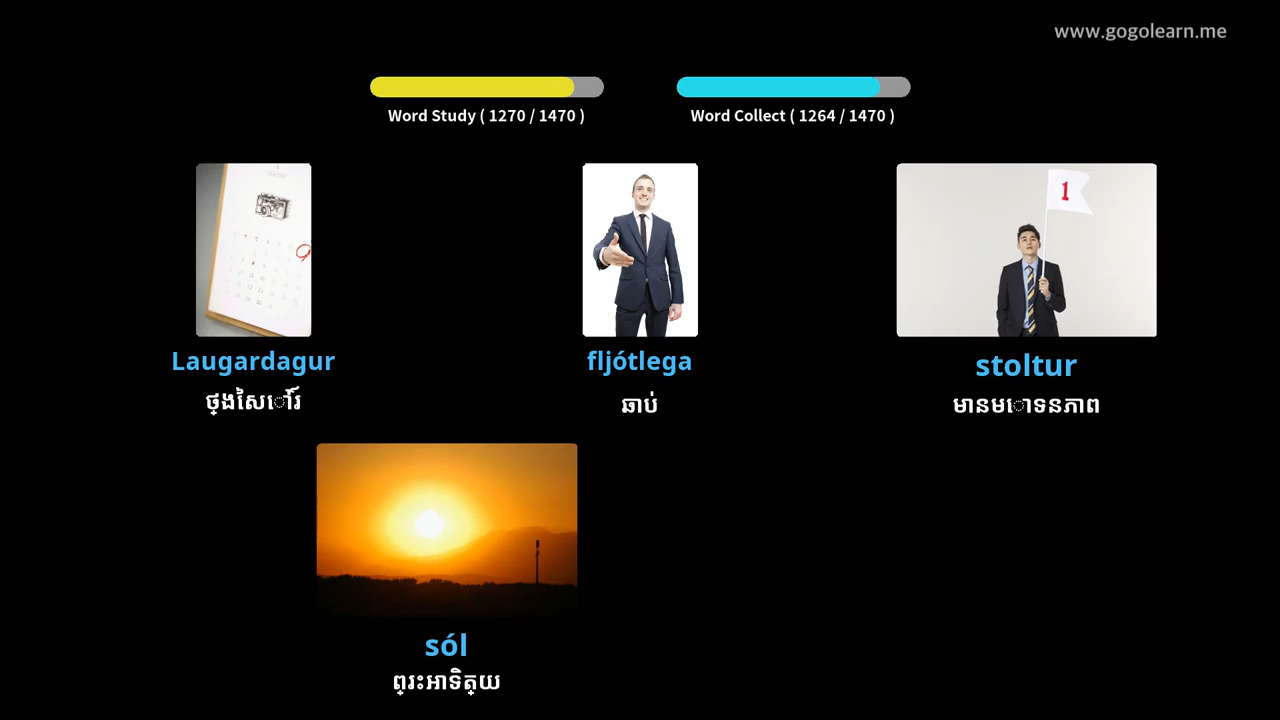 www.gogolearn.me
Word Study ( 1270 / 1470 )
Word Collect ( 1264 / 1470 )
1
Laugardagur
ថ្ងៃសៅរ៍
fljótlega
ឆាប់
stoltur
មានមោទនភាព
sól
ព្រះអាទិត្យ